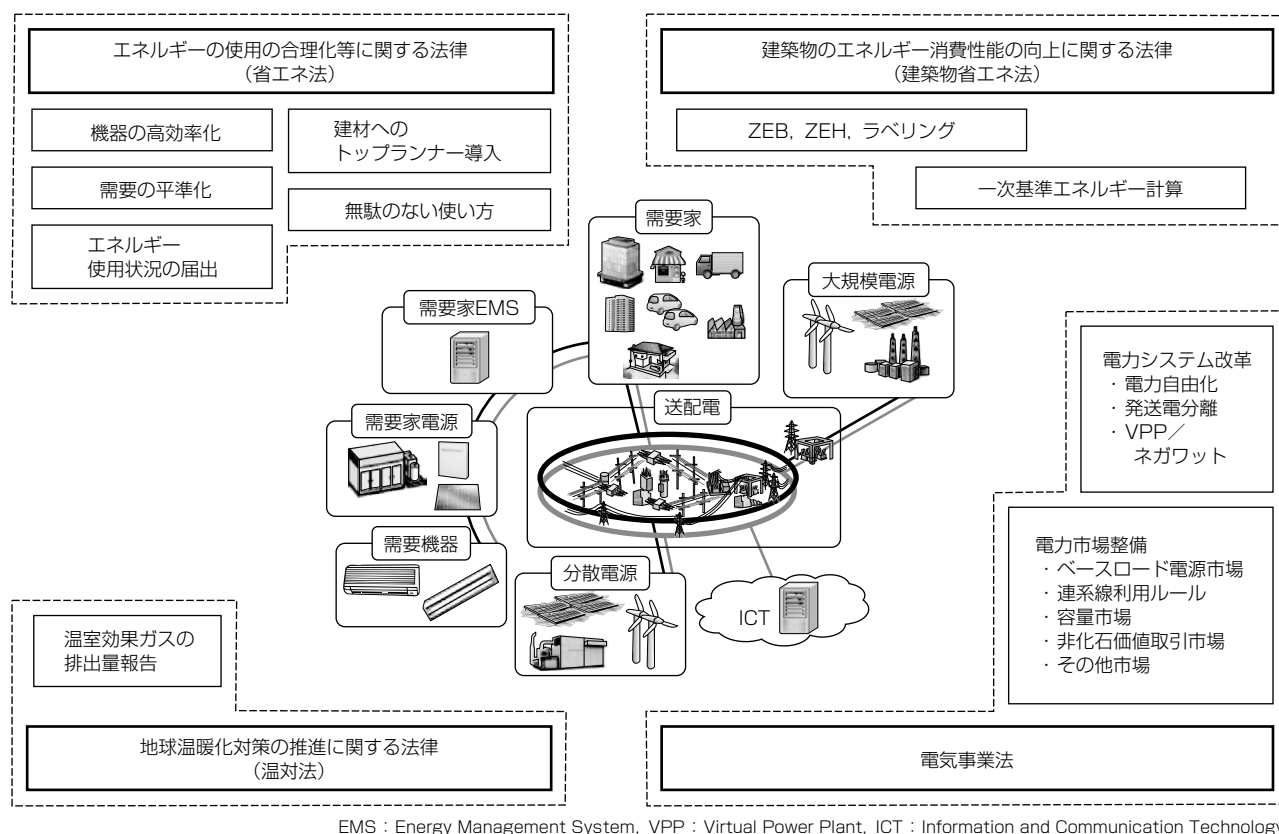 エネルギーの使用の合理化等に関する法律
（省エネ法）
機器の高効率化
建材への
トップランナー導入
需要の平準化
無駄のない使い方
エネルギー
使用状況の届出
建築物のエネルギー消費性能の向上に関する法律
（建築物省エネ法）
ZEB，ZEH，ラベリング
一次基準エネルギー計算
需要家
大規模電源
需要家EMS
送配電
需要家電源
需要機器
分散電源
ICT
電力システム改革
・電力自由化
・発送電分離
・VPP／
ネガワット
電力市場整備
・ベースロード電源市場
・連系線利用ルール
・容量市場
・非化石価値取引市場
・その他市場
温室効果ガスの
排出量報告
地球温暖化対策の推進に関する法律
（温対法）
電気事業法
EMS：Energy Management System，VPP：Virtual Power Plant，ICT：Information and Communication Technology